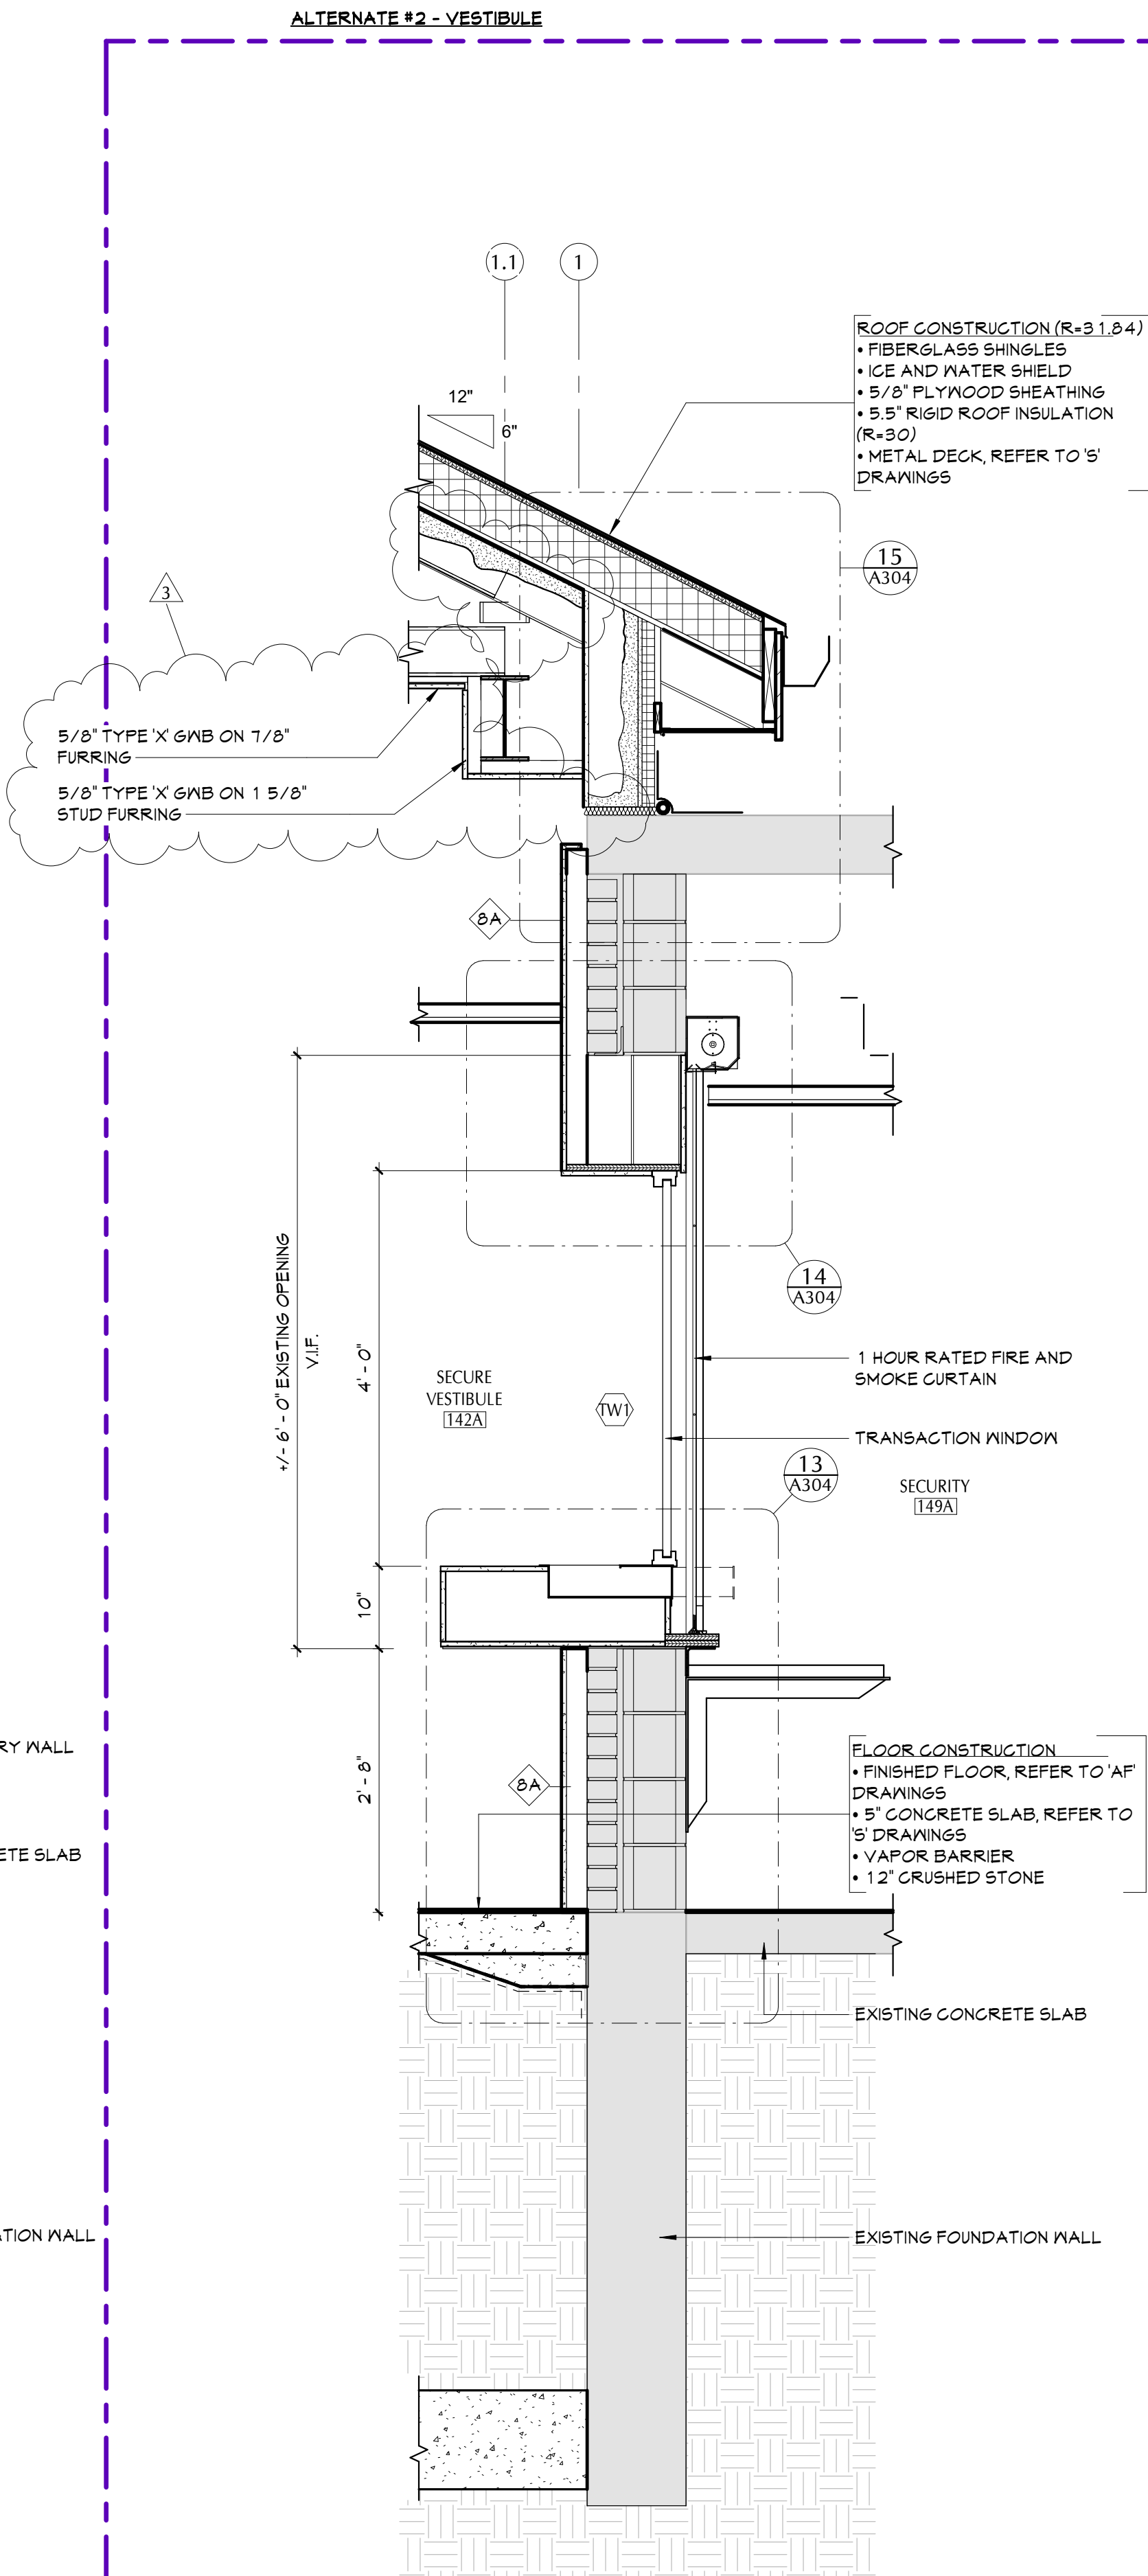 ALTERNATE #2 - VESTIBULE
1.1
1
ROOF CONSTRUCTION (R=31.84)
• FIBERGLASS SHINGLES
• ICE AND WATER SHIELD
• 5/8" PLYWOOD SHEATHING
• 5.5" RIGID ROOF INSULATION
(R=30)
• METAL DECK, REFER TO 'S'
DRAWINGS
12"
6"
15
A304
3
5/8" TYPE 'X' GWB ON 7/8"
FURRING
5/8" TYPE 'X' GWB ON 1 5/8"
STUD FURRING
8A
14
A304
+/- 6' - 0" EXISTING OPENING
V.I.F.
4' - 0"
SECURE
VESTIBULE
142A
TW1
1 HOUR RATED FIRE AND
SMOKE CURTAIN
TRANSACTION WINDOW
13
A304
SECURITY
149A
10"
2' - 8"
8A
RY WALL
FLOOR CONSTRUCTION
• FINISHED FLOOR, REFER TO 'AF'
DRAWINGS
• 5" CONCRETE SLAB, REFER TO
'S' DRAWINGS
• VAPOR BARRIER
• 12" CRUSHED STONE
ETE SLAB
EXISTING CONCRETE SLAB
ATION WALL
EXISTING FOUNDATION WALL